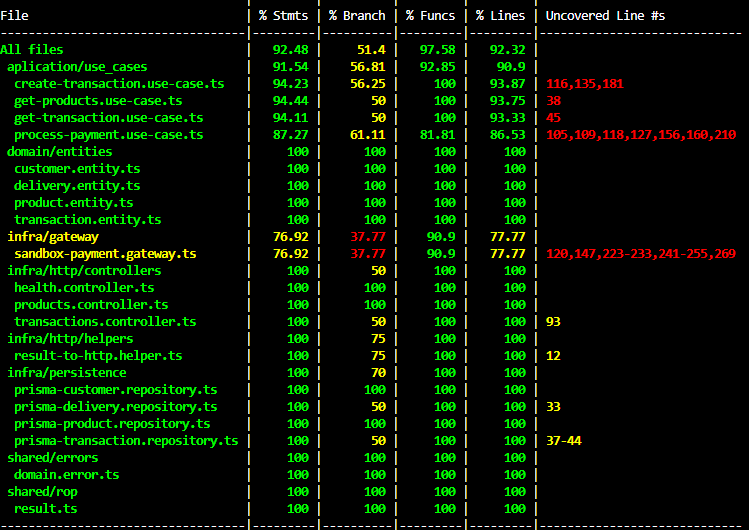 File | % Stmts | % Branch | % Funcs | % Lines | Uncovered Line #s
-----------------------------------|---------|----------|---------|---------|-----------------------------
All files | 92.48 | 51.4 | 97.58 | 92.32 |
aplication/use_cases | 91.54 | 56.81 | 92.85 | 90.9 |
create-transaction.use-case.ts | 94.23 | 56.25 | 100 | 93.87 | 116,135,181
get-products.use-case.ts | 94.44 | 50 | 100 | 93.75 | 38
get-transaction.use-case.ts | 94.11 | 50 | 100 | 93.33 | 45
process-payment.use-case.ts | 87.27 | 61.11 | 81.81 | 86.53 | 105,109,118,127,156,160,210
domain/entities | 100 | 100 | 100 | 100 |
customer.entity.ts | 100 | 100 | 100 | 100 |
delivery.entity.ts | 100 | 100 | 100 | 100 |
product.entity.ts | 100 | 100 | 100 | 100 |
transaction.entity.ts | 100 | 100 | 100 | 100 |
infra/gateway | 76.92 | 37.77 | 90.9 | 77.77 |
sandbox-payment.gateway.ts | 76.92 | 37.77 | 90.9 | 77.77 | 120,147,223-233,241-255,269
infra/http/controllers | 100 | 50 | 100 | 100 |
health.controller.ts | 100 | 100 | 100 | 100 |
products.controller.ts | 100 | 100 | 100 | 100 |
transactions.controller.ts | 100 | 50 | 100 | 100 | 93
infra/http/helpers | 100 | 75 | 100 | 100 |
result-to-http.helper.ts | 100 | 75 | 100 | 100 | 12
infra/persistence | 100 | 70 | 100 | 100 |
prisma-customer.repository.ts | 100 | 100 | 100 | 100 |
prisma-delivery.repository.ts | 100 | 50 | 100 | 100 | 33
prisma-product.repository.ts | 100 | 100 | 100 | 100 |
prisma-transaction.repository.ts | 100 | 50 | 100 | 100 | 37-44
shared/errors | 100 | 100 | 100 | 100 |
domain.error.ts | 100 | 100 | 100 | 100 |
shared/rop | 100 | 100 | 100 | 100 |
result.ts | 100 | 100 | 100 | 100 |
-----------------------------------|---------|----------|---------|---------|-----------------------------